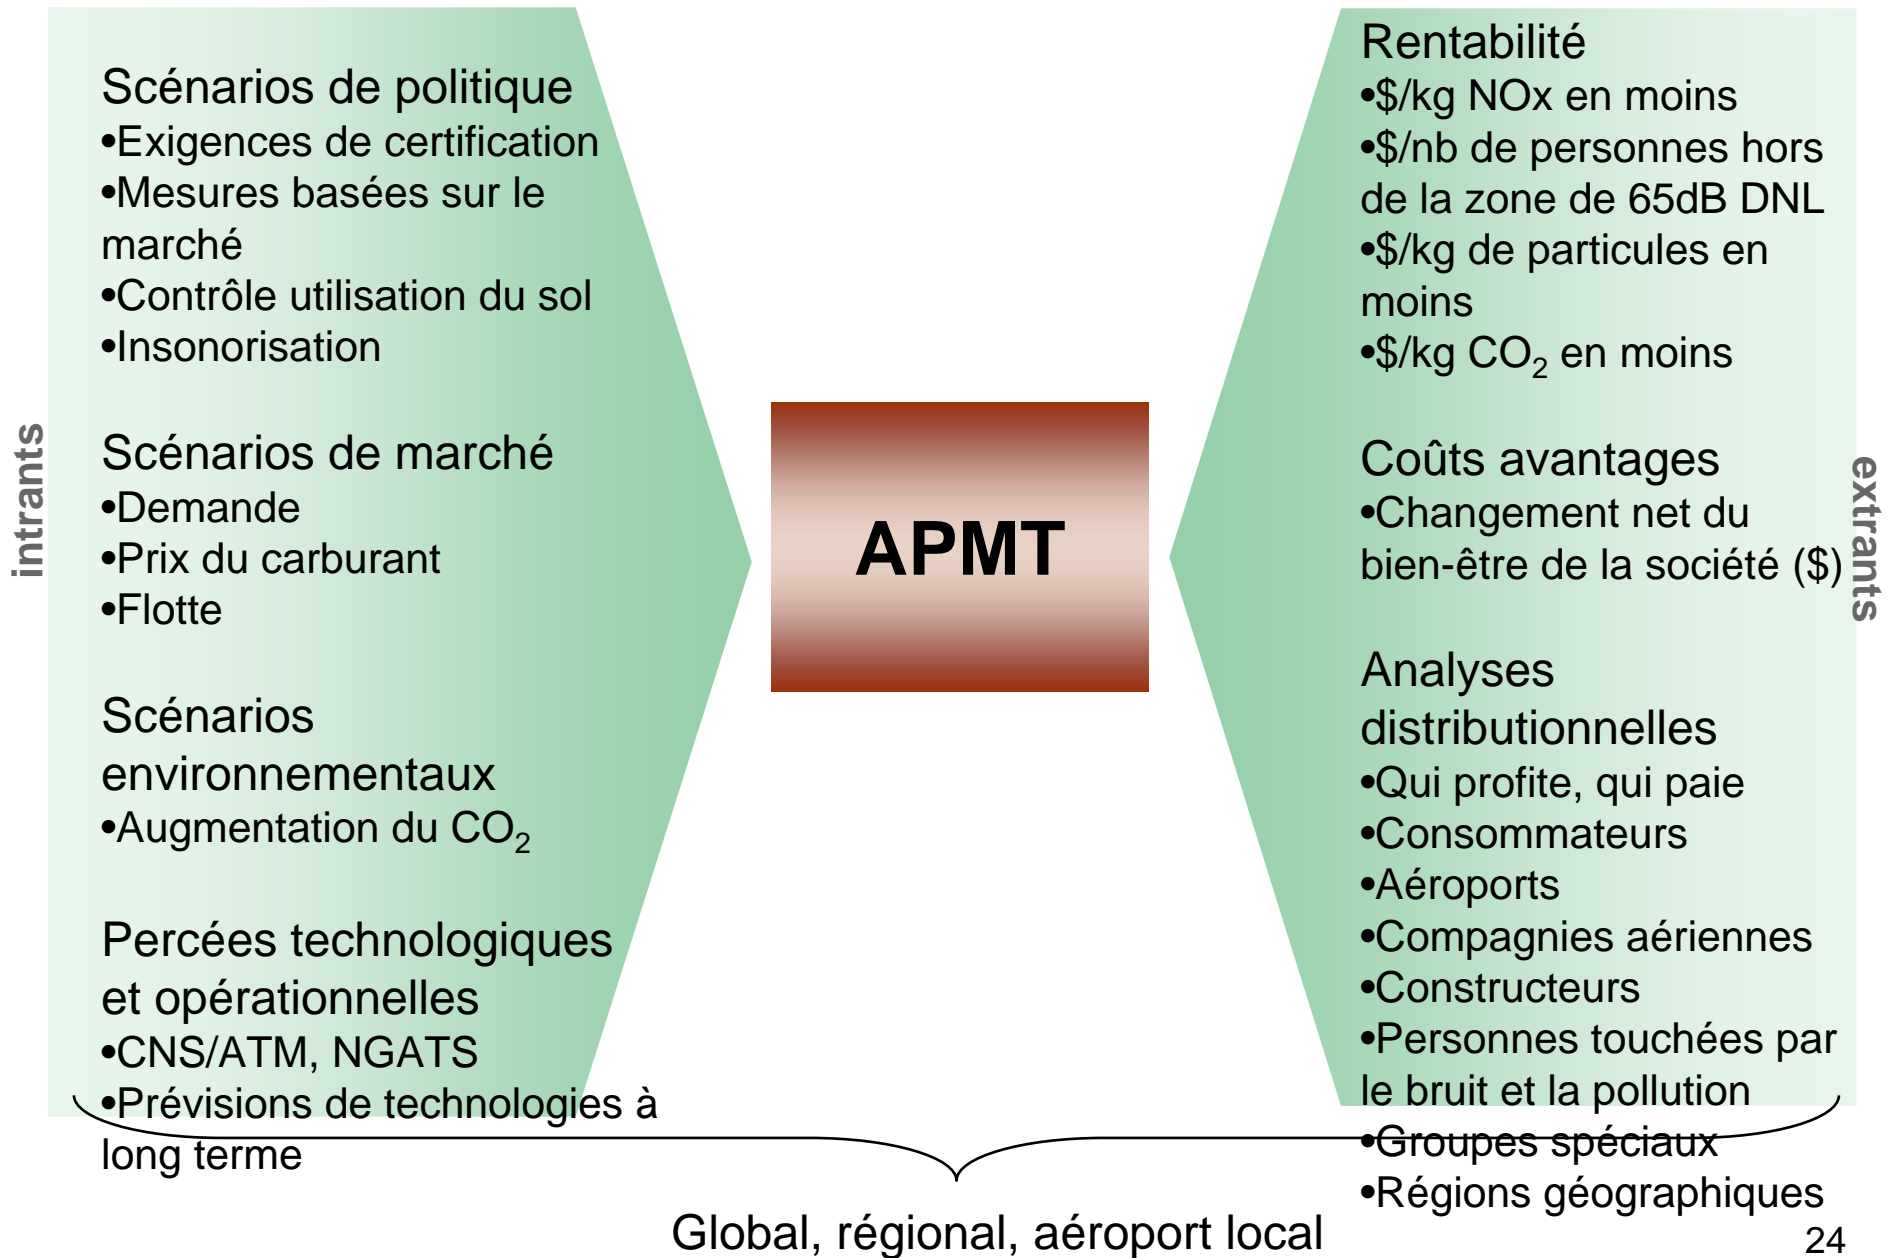 intrants
Scénarios de politique
•Exigences de certification
•Mesures basées sur le
marché
•Contrôle utilisation du sol
•Insonorisation
Scénarios de marché
•Demande
•Prix du carburant
•Flotte
Scénarios
environnementaux
•Augmentation du CO₂
Percées technologiques
et opérationnelles
•CNS/ATM, NGATS
•Prévisions de technologies à
long terme
APMT
Rentabilité
•$/kg NOx en moins
•$/nb de personnes hors
de la zone de 65dB DNL
•$/kg de particules en
moins
•$/kg CO₂ en moins
Coûts avantages
•Changement net du
bien-être de la société ($)
Analyses
distributionnelles
•Qui profite, qui paie
•Consommateurs
•Aéroports
•Compagnies aériennes
•Constructeurs
•Personnes touchées par
le bruit et la pollution
•Groupes spéciaux
•Régions géographiques
extrants
Global, régional, aéroport local
24